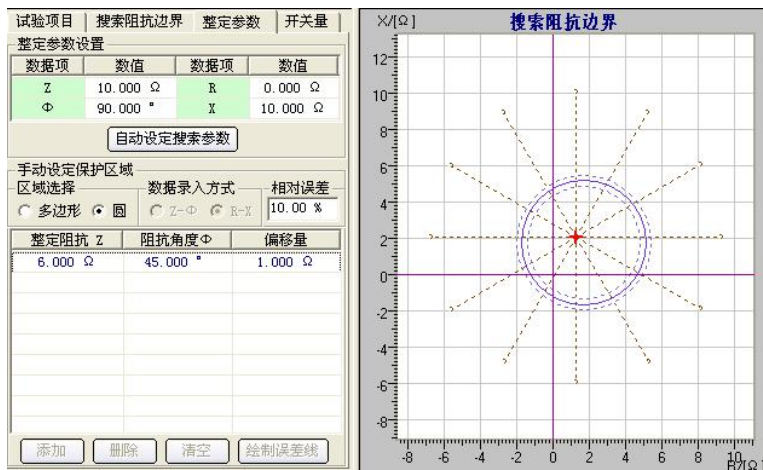 试验项目 搜索阻抗边界 整定参数 开关量
整定参数设置
数据项 数值 数据项 数值
Z 10.000 Ω R 0.000 Ω
Φ 90.000 ° X 10.000 Ω
自动设定搜索参数
手动设定保护区域
区域选择 数据录入方式 相对误差
多边形 圆 Z-Φ R-X 10.00 %
整定阻抗 Z 阻抗角度Φ 偏移量
6.000 Ω 45.000 ° 1.000 Ω
添加 删除 清空 绘制误差线
X/[Ω] 搜索阻抗边界
12
10
8
6
4
2
0
-2
-4
-6
-8
-8 -6 -4 -2 0 2 4 6 8 10
R/[Ω]